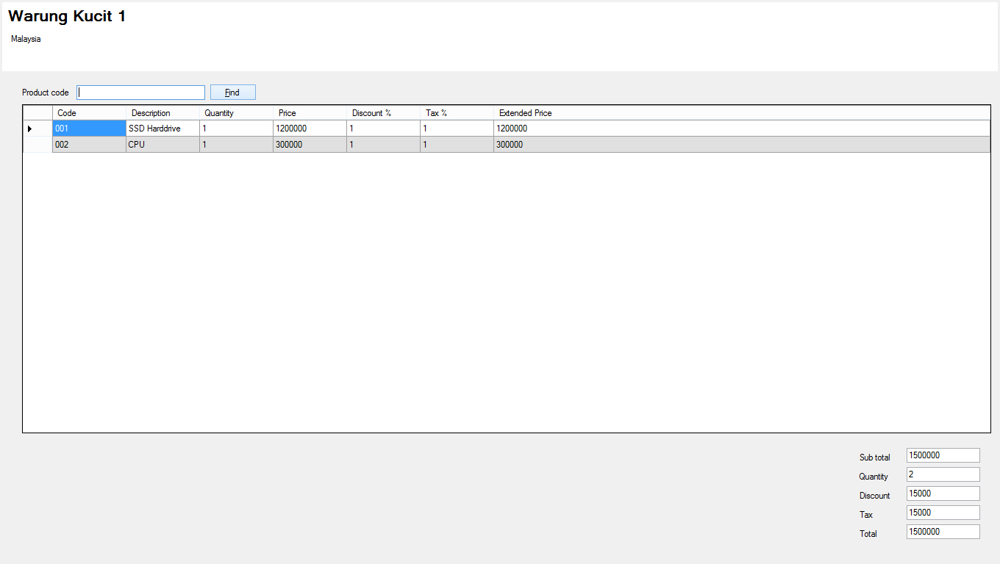 Warung Kucit 1
Malaysia
Product code Find
Code Description Quantity Price Discount % Tax % Extended Price
001 SSD Harddrive 1 1200000 1 1 1200000
002 CPU 1 300000 1 1 300000
Sub total 1500000
Quantity 2
Discount 15000
Tax 15000
Total 1500000